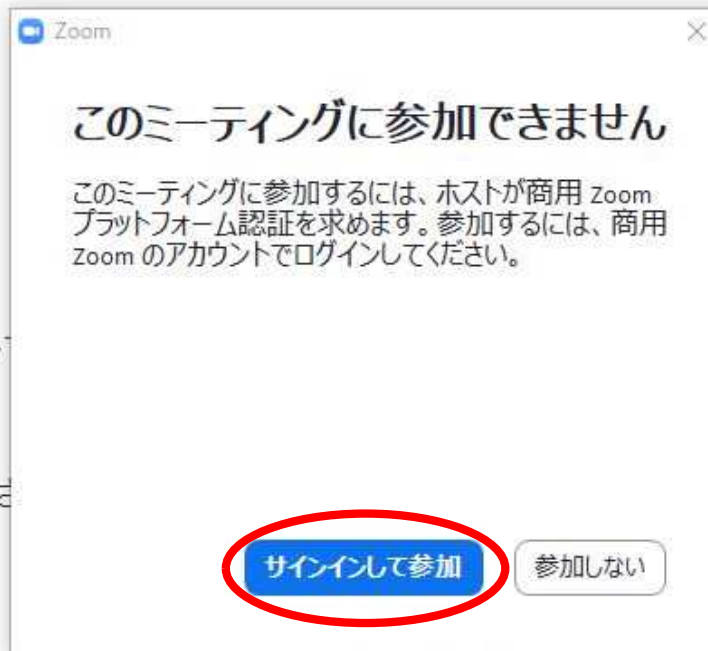 Zoom
このミーティングに参加できません
このミーティングに参加するには、ホストが商用 Zoom
プラットフォーム認証を求めます。参加するには、商用
Zoom のアカウントでログインしてください。
サインインして参加
参加しない